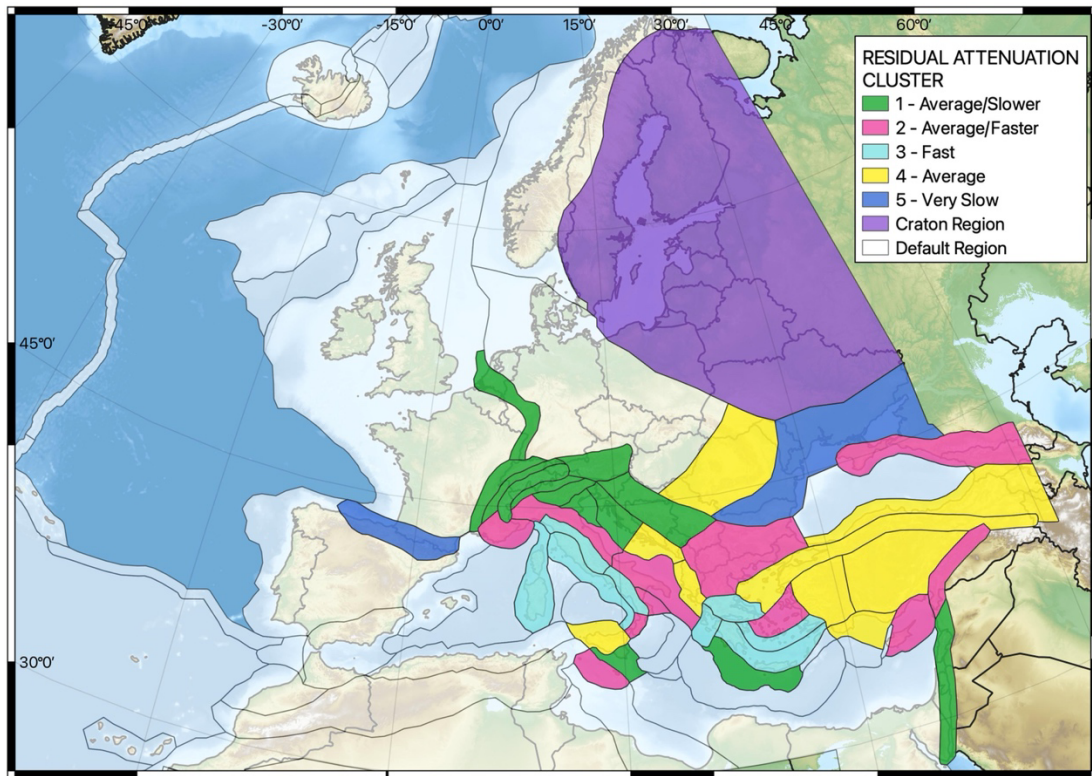 -45°0' -30°0' -15°0' 0°0' 15°0' 30°0' 45°0' 60°0'
RESIDUAL ATTENUATION
CLUSTER
1 - Average/Slower
2 - Average/Faster
3 - Fast
4 - Average
5 - Very Slow
Craton Region
Default Region
45°0'
30°0'